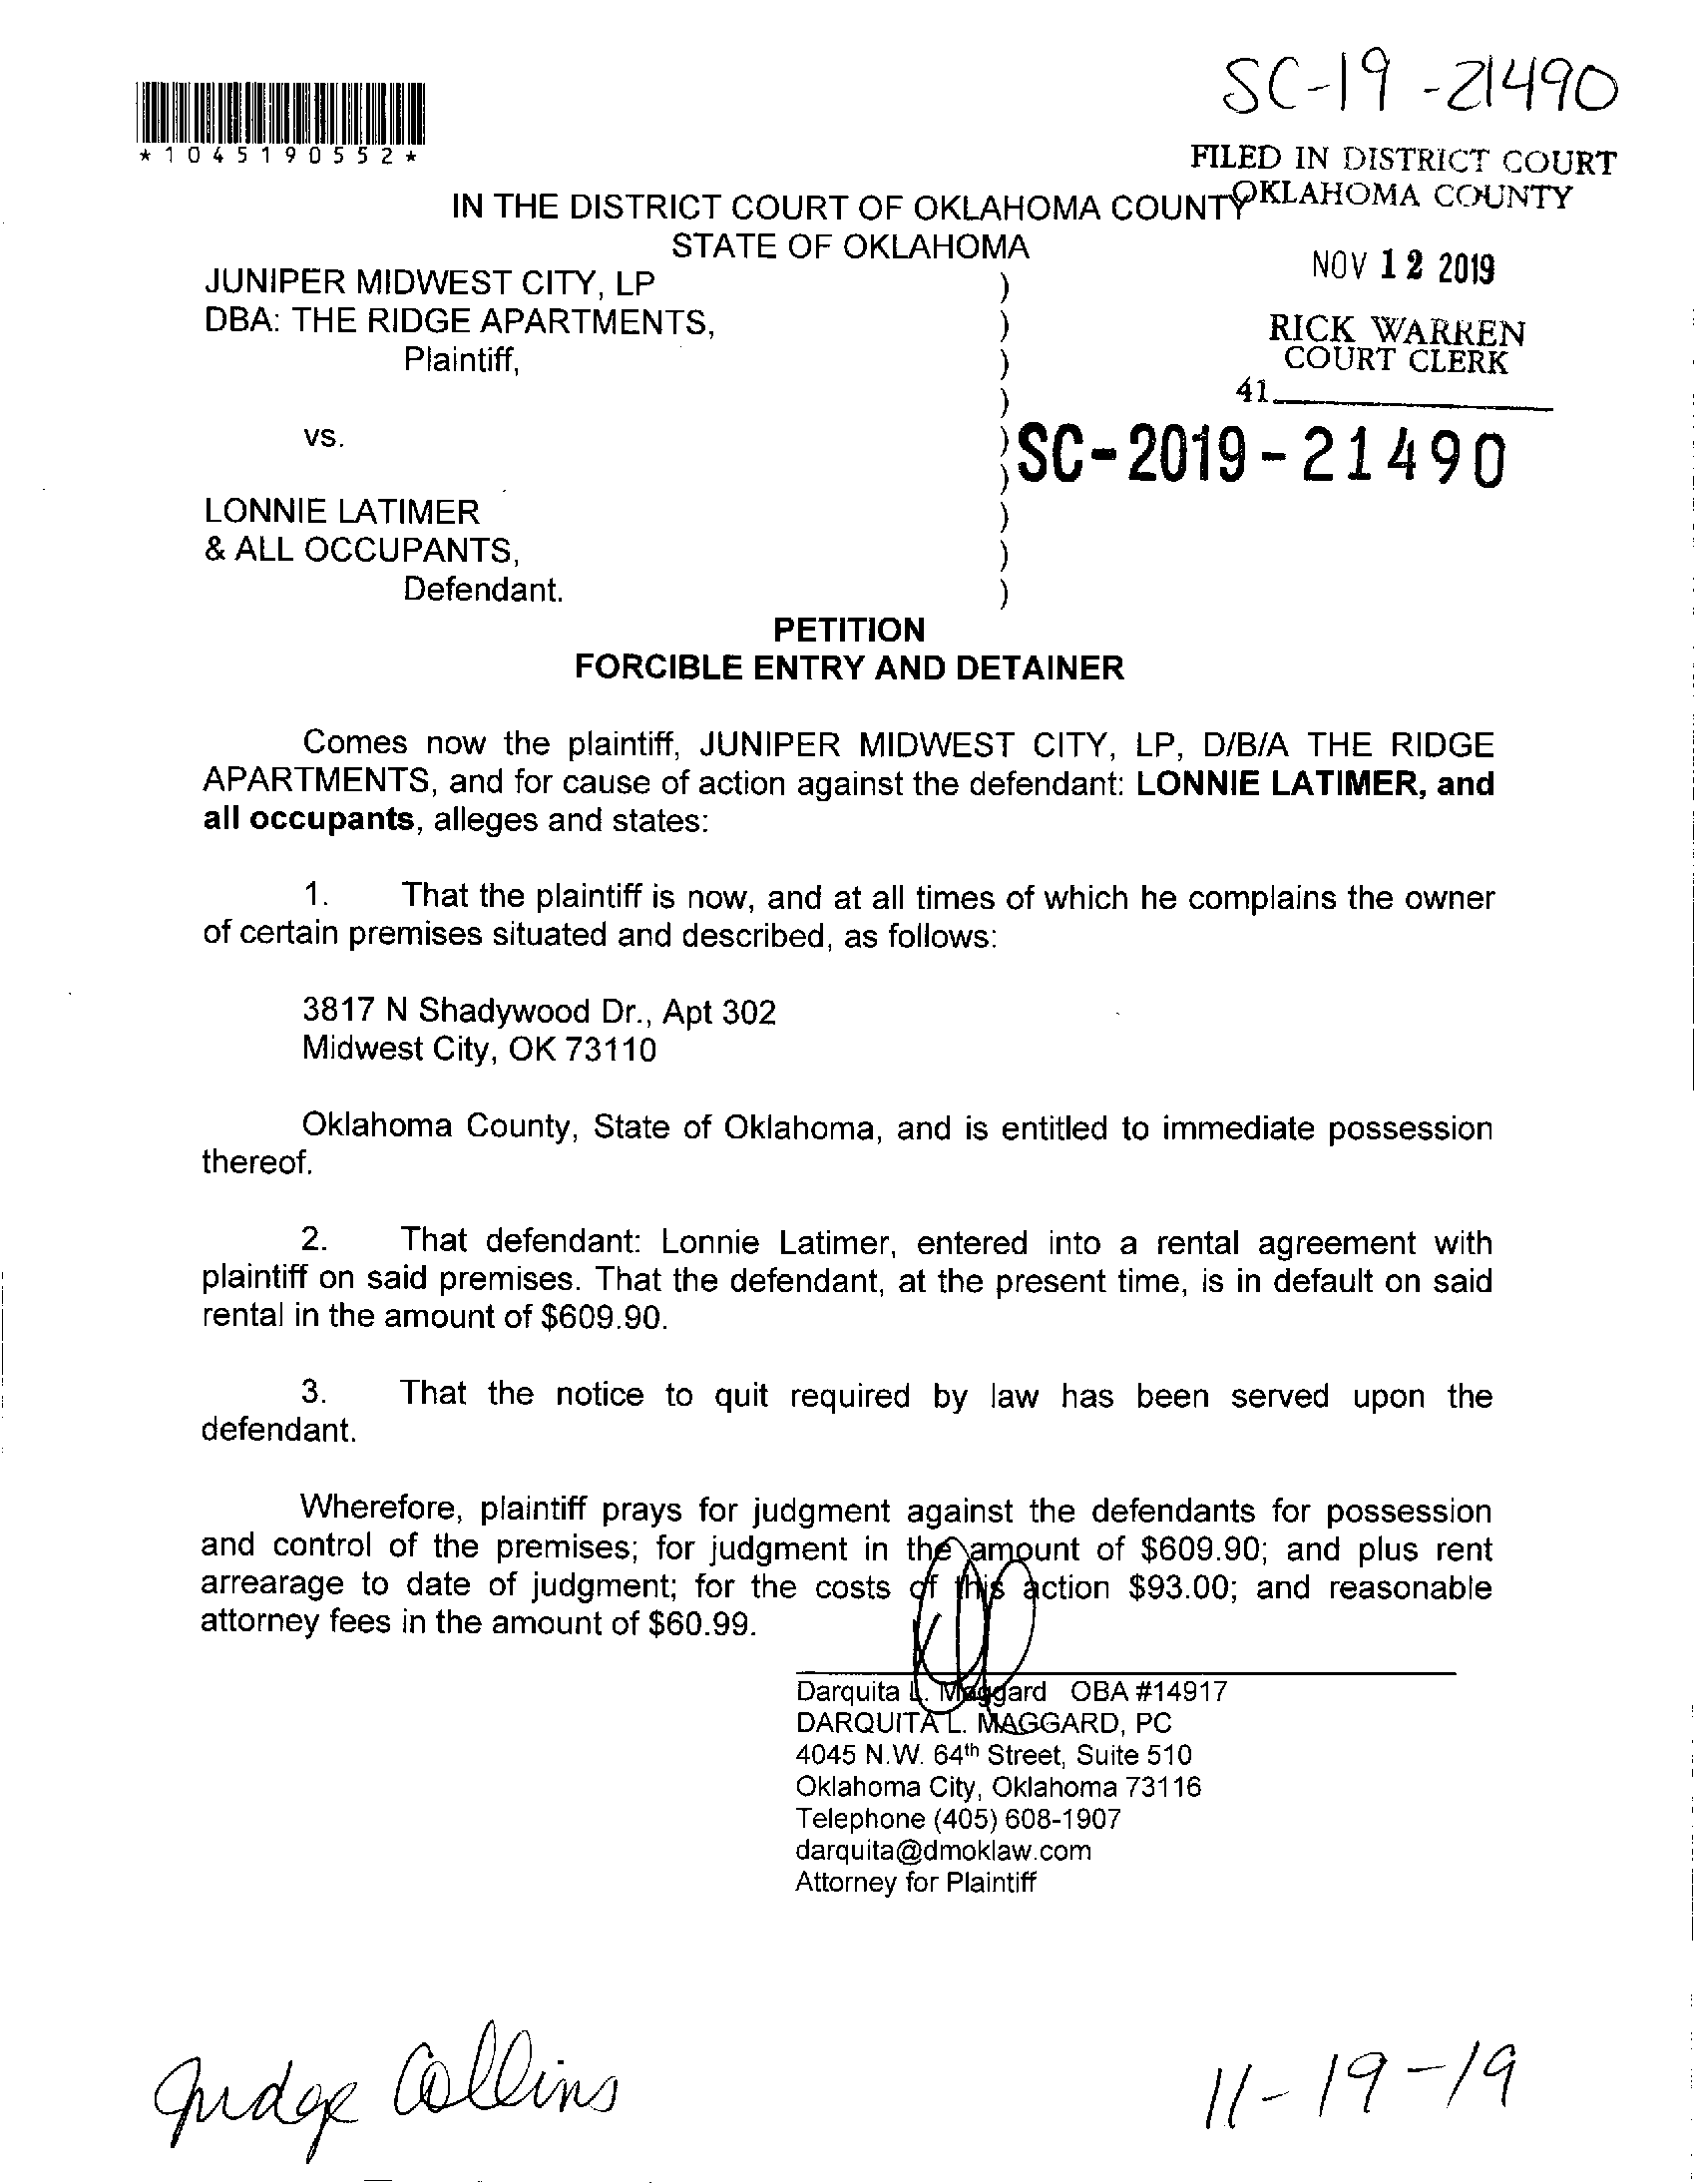 SC-19-21490
*1045190552*
FILED IN DISTRICT COURT
OKLAHOMA COUNTY
IN THE DISTRICT COURT OF OKLAHOMA COUNTY
STATE OF OKLAHOMA
NOV 12 2019
JUNIPER MIDWEST CITY, LP )
DBA: THE RIDGE APARTMENTS, )
Plaintiff, )
)
RICK WARREN
COURT CLERK
41
vs. )
)
SC-2019-21490
LONNIE LATIMER )
& ALL OCCUPANTS, )
Defendant. )
PETITION
FORCIBLE ENTRY AND DETAINER
Comes now the plaintiff, JUNIPER MIDWEST CITY, LP, D/B/A THE RIDGE
APARTMENTS, and for cause of action against the defendant: LONNIE LATIMER, and
all occupants, alleges and states:
1. That the plaintiff is now, and at all times of which he complains the owner
of certain premises situated and described, as follows:
3817 N Shadywood Dr., Apt 302
Midwest City, OK 73110
Oklahoma County, State of Oklahoma, and is entitled to immediate possession
thereof.
2. That defendant: Lonnie Latimer, entered into a rental agreement with
plaintiff on said premises. That the defendant, at the present time, is in default on said
rental in the amount of $609.90.
3. That the notice to quit required by law has been served upon the
defendant.
Wherefore, plaintiff prays for judgment against the defendants for possession
and control of the premises; for judgment in the amount of $609.90; and plus rent
arrearage to date of judgment; for the costs of this action $93.00; and reasonable
attorney fees in the amount of $60.99.
Darquita L. Maggard OBA #14917
DARQUITA L. MAGGARD, PC
4045 N.W. 64th Street, Suite 510
Oklahoma City, Oklahoma 73116
Telephone (405) 608-1907
darquita@dmoklaw.com
Attorney for Plaintiff
Judge Collins
11-19-19